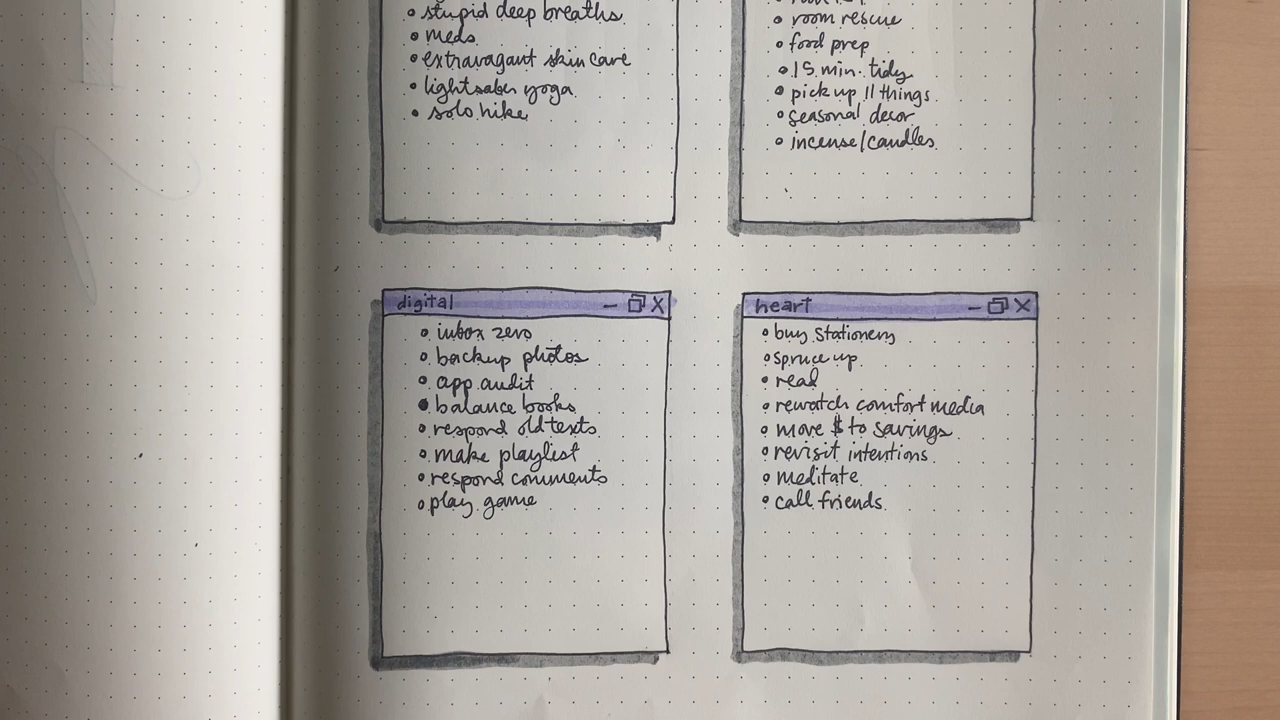 • stupid deep breaths
• meds
• extravagant skin care
• lightsaber yoga
• solo hike
• room rescue
• food prep
• 15 min. tidy
• pick up 11 things
• seasonal decor
• incense/candles
digital
• inbox zero
• backup photos
• app audit
• balance books
• respond old texts
• make playlist
• respond comments
• play game
heart
• buy stationery
• spruce up
• read
• rewatch comfort media
• move $ to savings
• revisit intentions
• meditate
• call friends